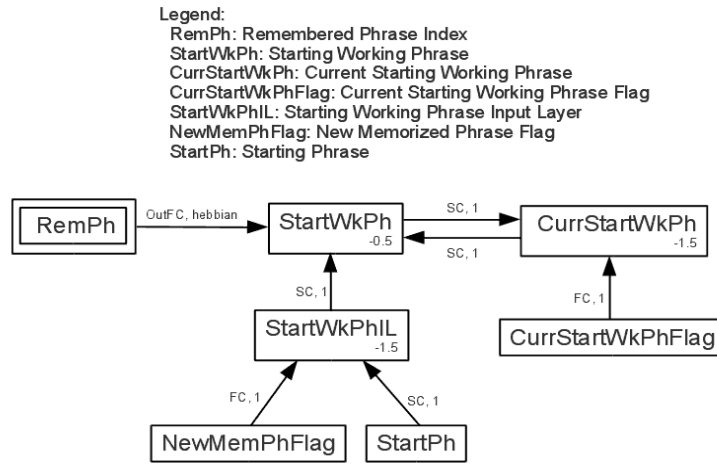 Legend:
RemPh: Remembered Phrase Index
StartWkPh: Starting Working Phrase
CurrStartWkPh: Current Starting Working Phrase
CurrStartWkPhFlag: Current Starting Working Phrase Flag
StartWkPhIL: Starting Working Phrase Input Layer
NewMemPhFlag: New Memorized Phrase Flag
StartPh: Starting Phrase
RemPh
OutFC, hebbian
StartWkPh
-0.5
SC, 1
SC, 1
CurrStartWkPh
-1.5
SC, 1
FC, 1
StartWkPhIL
-1.5
CurrStartWkPhFlag
FC, 1
SC, 1
NewMemPhFlag
StartPh